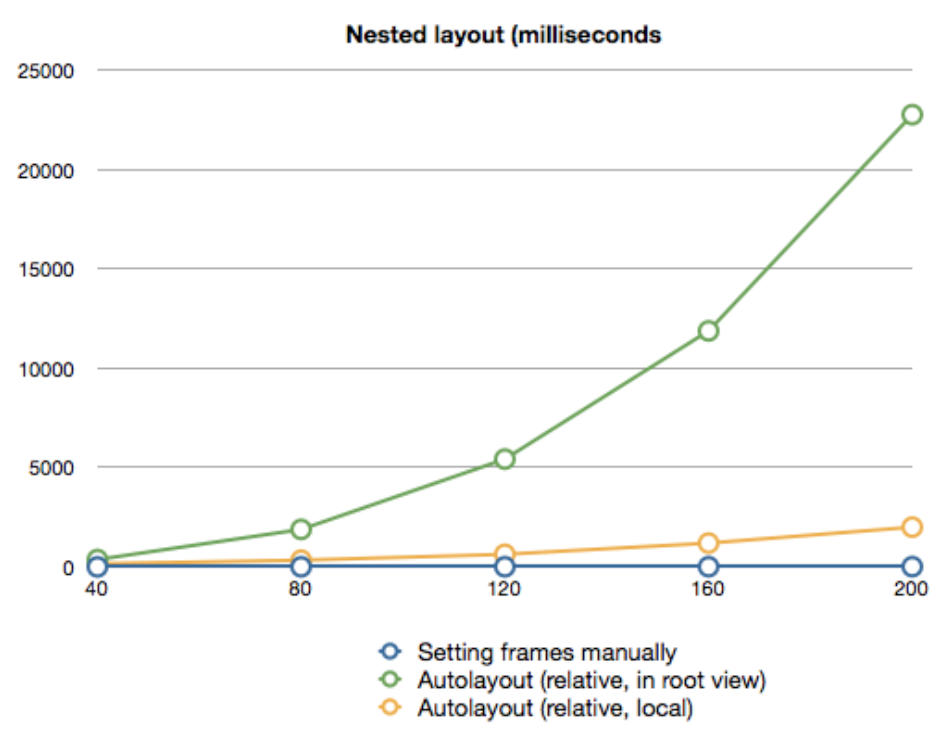 Nested layout (milliseconds
25000
20000
15000
10000
5000
0
40 80 120 160 200
Setting frames manually
Autolayout (relative, in root view)
Autolayout (relative, local)